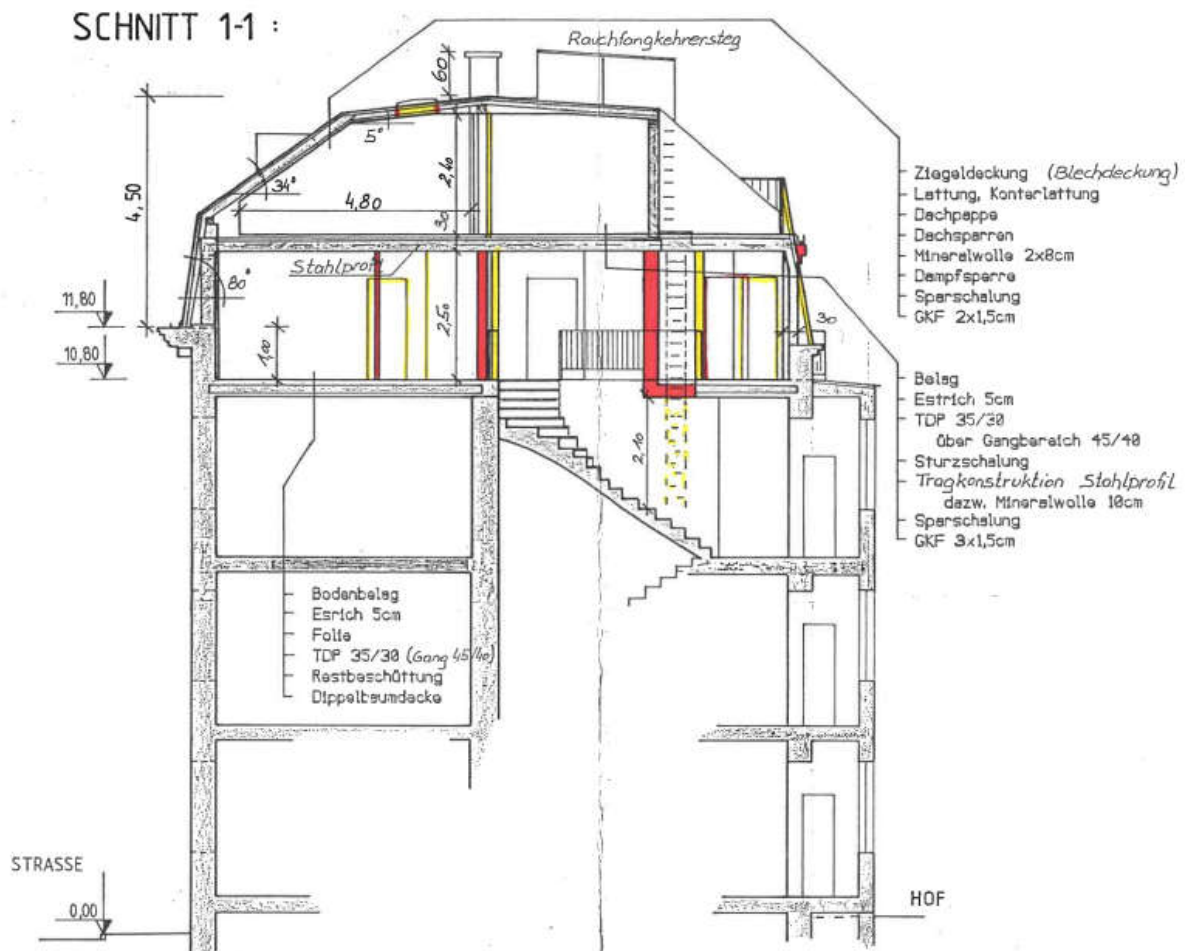 SCHNITT 1-1 :
Rauchfangkehrersteg
60
5°
34°
4,50
2,40
4,80
30
Stahlprofil
80°
11,80
10,80
1,00
2,50
30
2,10
Ziegeldeckung (Blechdeckung)
Lattung, Konterlattung
Dachpappe
Dachsparren
Mineralwolle 2x8cm
Dampfsperre
Sparschalung
GKF 2x1,5cm
Belag
Estrich 5cm
TDP 35/30
über Gangbereich 45/40
Sturzschalung
Tragkonstruktion Stahlprofil
dazw. Mineralwolle 10cm
Sparschalung
GKF 3x1,5cm
Bodenbelag
Esrich 5cm
Folie
TDP 35/30 (Gang 45/40)
Restbeschüttung
Dippelbaumdecke
STRASSE
0,00
HOF